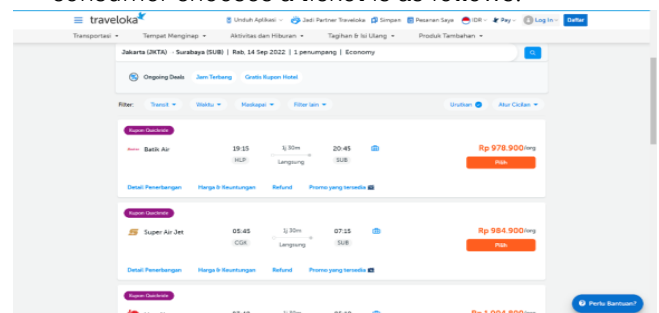 consumer chooses a ticket is as follows:
traveloka
Unduh Aplikasi Jadi Partner Traveloka Simpan Pesanan Saya IDR Pay Log In Daftar
Transportasi Tempat Menginap Aktivitas dan Hiburan Tagihan & Isi Ulang Produk Tambahan
Jakarta (JKTA) - Surabaya (SUB) | Rab, 14 Sep 2022 | 1 penumpang | Economy
Ongoing Deals Jam Terbang Gratis Kupon Hotel
Filter: Transit Waktu Maskapai Filter lain Urutkan Atur Cicilan
Kupon Quickride
Batik Air 19:15 1j 30m 20:45 Rp 978.900/org
HLP Langsung SUB Pilih
Detail Penerbangan Harga & Keuntungan Refund Promo yang tersedia
Kupon Quickride
Super Air Jet 05:45 1j 30m 07:15 Rp 984.900/org
CGK Langsung SUB Pilih
Detail Penerbangan Harga & Keuntungan Refund Promo yang tersedia
Kupon Quickride
Perlu Bantuan?